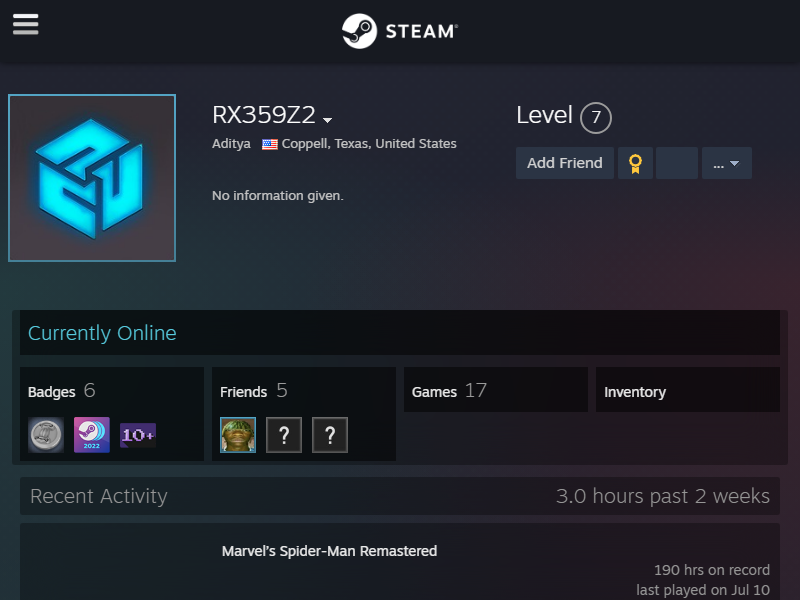 STEAM
RX359Z2
Aditya Coppell, Texas, United States
No information given.
Level 7
Add Friend
...
Currently Online
Badges 6
2022
10+
Friends 5
? ?
Games 17
Inventory
Recent Activity
3.0 hours past 2 weeks
Marvel's Spider-Man Remastered
190 hrs on record
last played on Jul 10